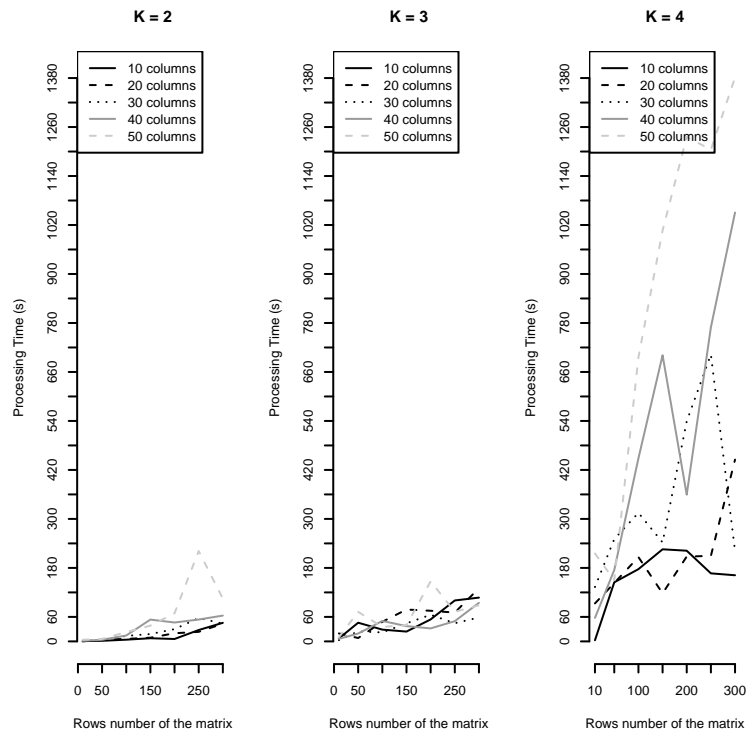 K = 2
10 columns
20 columns
30 columns
40 columns
50 columns
Processing Time (s)
0 60 180 300 420 540 660 780 900 1020 1140 1260 1380
0 50 150 250
Rows number of the matrix
K = 3
10 columns
20 columns
30 columns
40 columns
50 columns
Processing Time (s)
0 60 180 300 420 540 660 780 900 1020 1140 1260 1380
0 50 150 250
Rows number of the matrix
K = 4
10 columns
20 columns
30 columns
40 columns
50 columns
Processing Time (s)
0 60 180 300 420 540 660 780 900 1020 1140 1260 1380
10 100 200 300
Rows number of the matrix